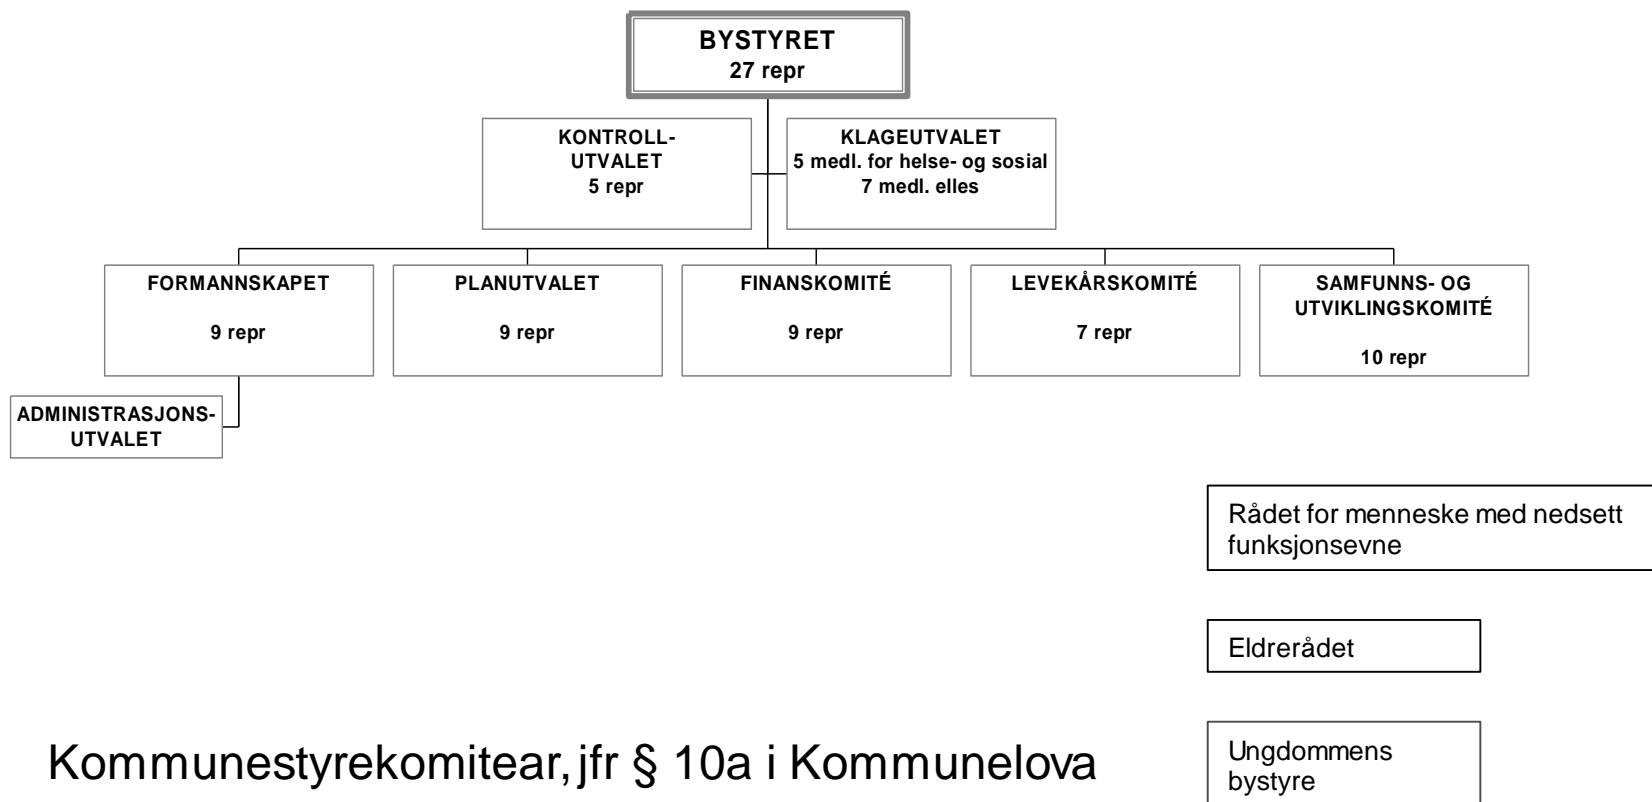 BYSTYRET
27 repr
KONTROLL-
UTVALET
5 repr
KLAGEUTVALET
5 medl. for helse- og sosial
7 medl. elles
FORMANNSKAPET
9 repr
PLANUTVALET
9 repr
FINANSKOMITÉ
9 repr
LEVEKÅRSKOMITÉ
7 repr
SAMFUNNS- OG
UTVIKLINGSKOMITÉ
10 repr
ADMINISTRASJONS-
UTVALET
Rådet for menneske med nedsett
funksjonsevne
Eldrerådet
Ungdommens
bystyre
Kommunestyrekomitear, jfr § 10a i Kommunelova